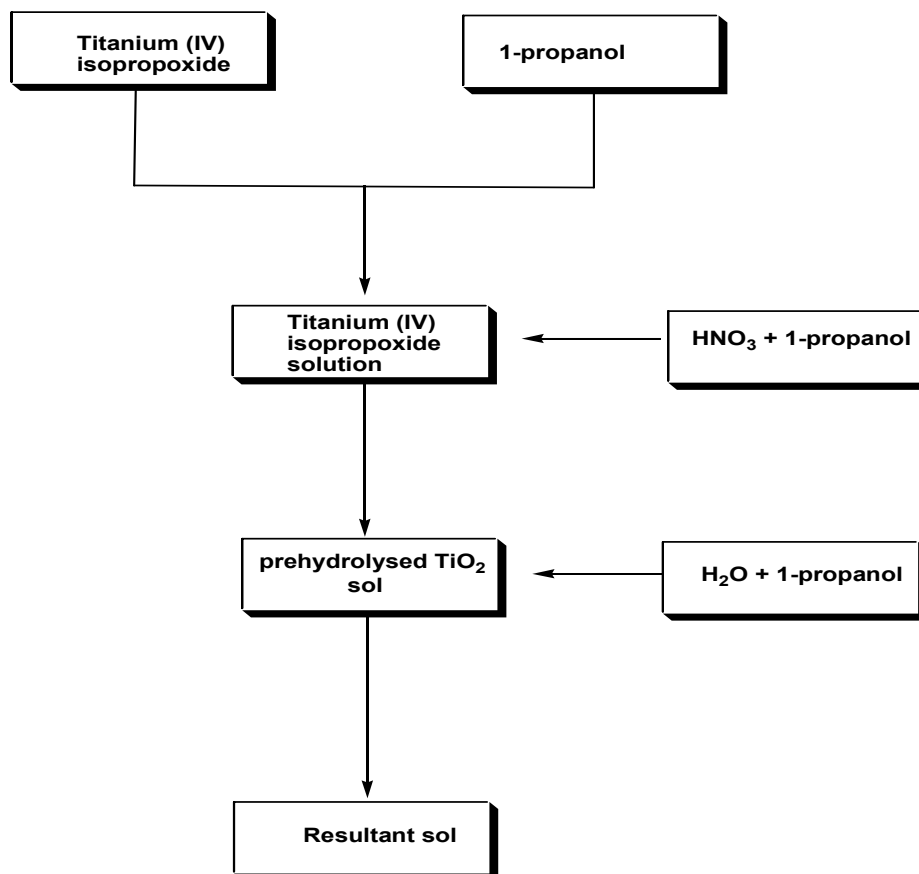 Titanium (IV)
isopropoxide
1-propanol
Titanium (IV)
isopropoxide
solution
HNO₃ + 1-propanol
prehydrolysed TiO₂
sol
H₂O + 1-propanol
Resultant sol